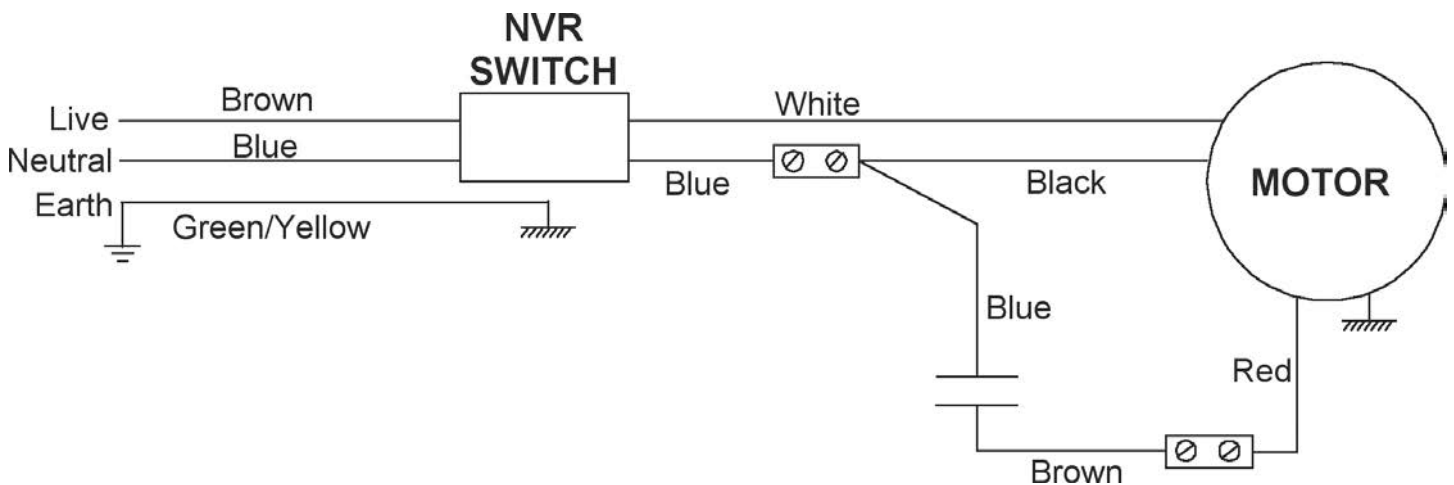 NVR
SWITCH
Live
Brown
White
Neutral
Blue
Blue
Black
MOTOR
Earth
Green/Yellow
Blue
Red
Brown